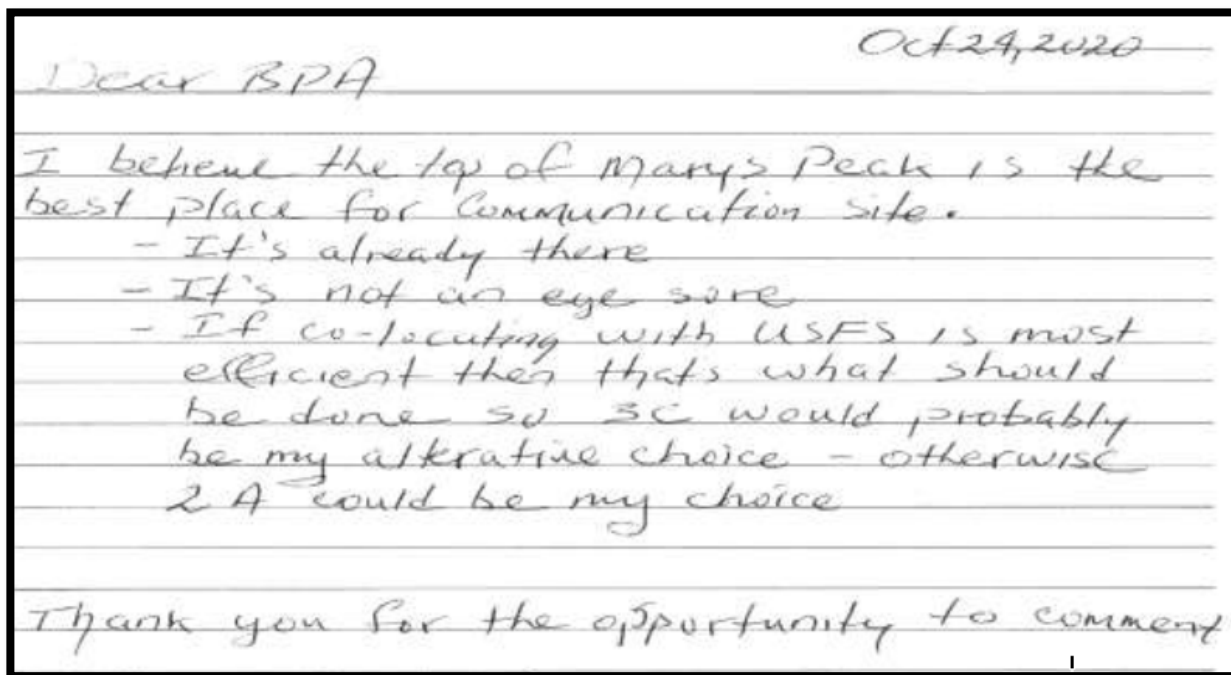 Oct 24, 2020
Dear BPA
I believe the top of Marys Peak is the
best place for Communication site.
- It's already there
- It's not an eye sore
- If co-locating with USFS is most
efficient then thats what should
be done so 3C would probably
be my alterative choice - otherwise
2A could be my choice
Thank you for the opportunity to comment